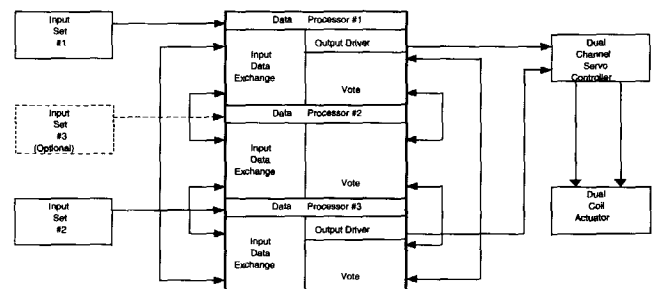 Input
Set
#1
Data Processor #1
Input
Data
Exchange
Output Driver
Vote
Dual
Channel
Servo
Controller
Input
Set
#3
(Optional)
Data Processor #2
Input
Data
Exchange
Vote
Input
Set
#2
Data Processor #3
Input
Data
Exchange
Output Driver
Vote
Dual
Coil
Actuator